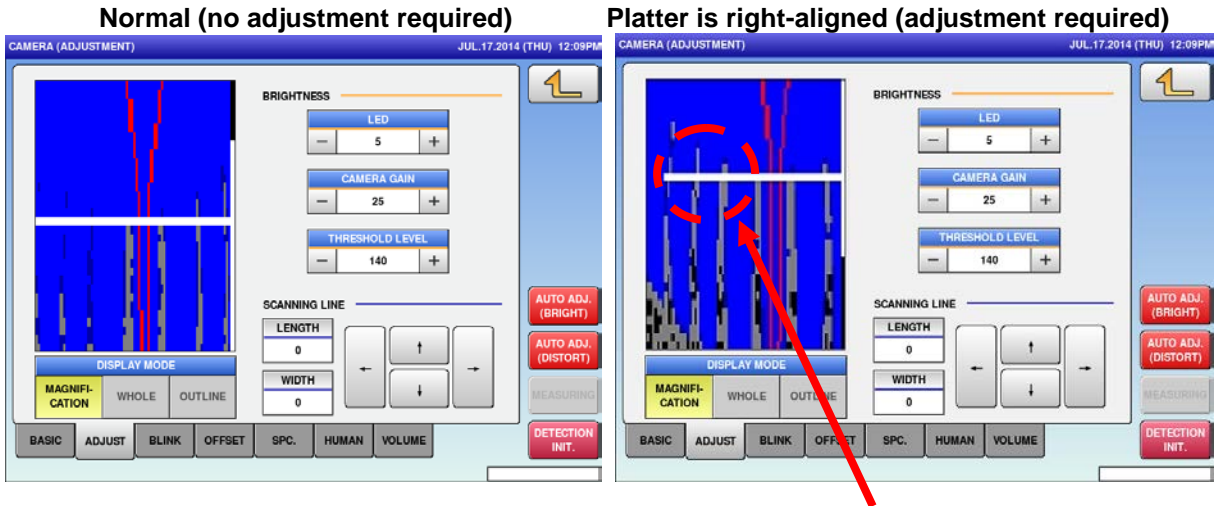 Normal (no adjustment required)
Platter is right-aligned (adjustment required)
CAMERA (ADJUSTMENT)
JUL.17.2014 (THU) 12:09PM
BRIGHTNESS
LED
− 5 +
CAMERA GAIN
− 25 +
THRESHOLD LEVEL
− 140 +
SCANNING LINE
LENGTH
0
WIDTH
0
← ↑ ↓ →
DISPLAY MODE
MAGNIFI-
CATION
WHOLE
OUTLINE
AUTO ADJ.
(BRIGHT)
AUTO ADJ.
(DISTORT)
MEASURING
DETECTION
INIT.
BASIC ADJUST BLINK OFFSET SPC. HUMAN VOLUME
CAMERA (ADJUSTMENT)
JUL.17.2014 (THU) 12:09PM
BRIGHTNESS
LED
− 5 +
CAMERA GAIN
− 25 +
THRESHOLD LEVEL
− 140 +
SCANNING LINE
LENGTH
0
WIDTH
0
← ↑ ↓ →
DISPLAY MODE
MAGNIFI-
CATION
WHOLE
OUTLINE
AUTO ADJ.
(BRIGHT)
AUTO ADJ.
(DISTORT)
MEASURING
DETECTION
INIT.
BASIC ADJUST BLINK OFFSET SPC. HUMAN VOLUME